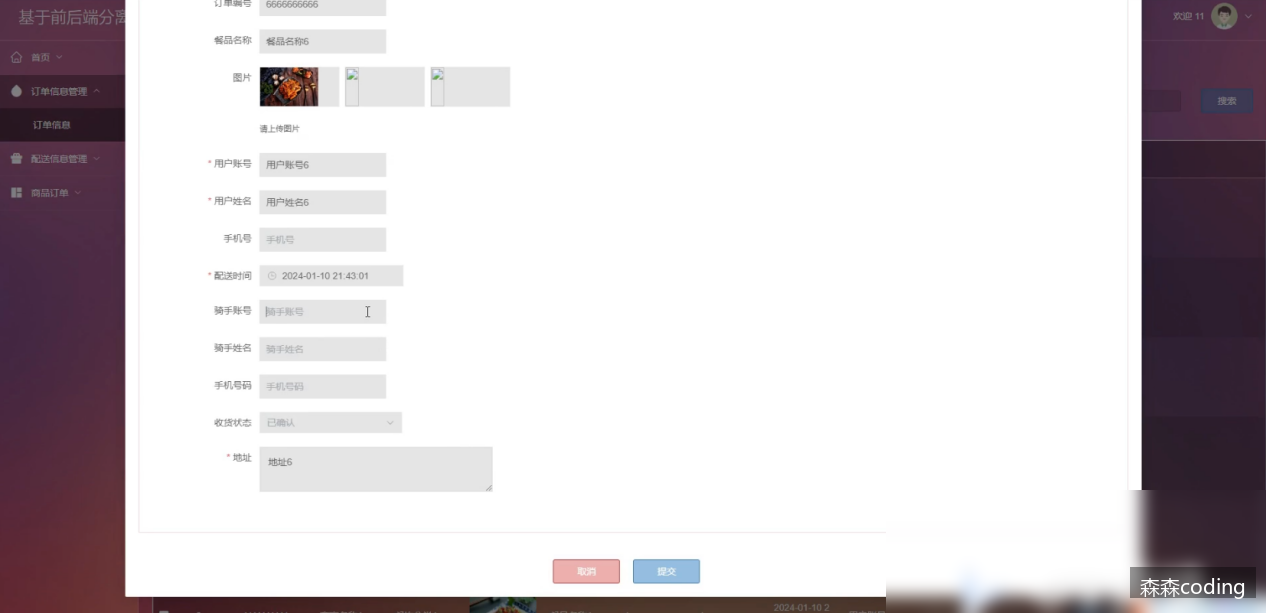 基于前后端分离
欢迎 11
首页
订单信息管理
订单信息
配送信息管理
商品订单
搜索
订单编号
6666666666
餐品名称
餐品名称6
图片
请上传图片
* 用户账号
用户账号6
* 用户姓名
用户姓名6
手机号
手机号
* 配送时间
2024-01-10 21:43:01
骑手账号
骑手账号
骑手姓名
骑手姓名
手机号码
手机号码
收货状态
已确认
* 地址
地址6
取消
提交
2024-01-10 2
森森coding